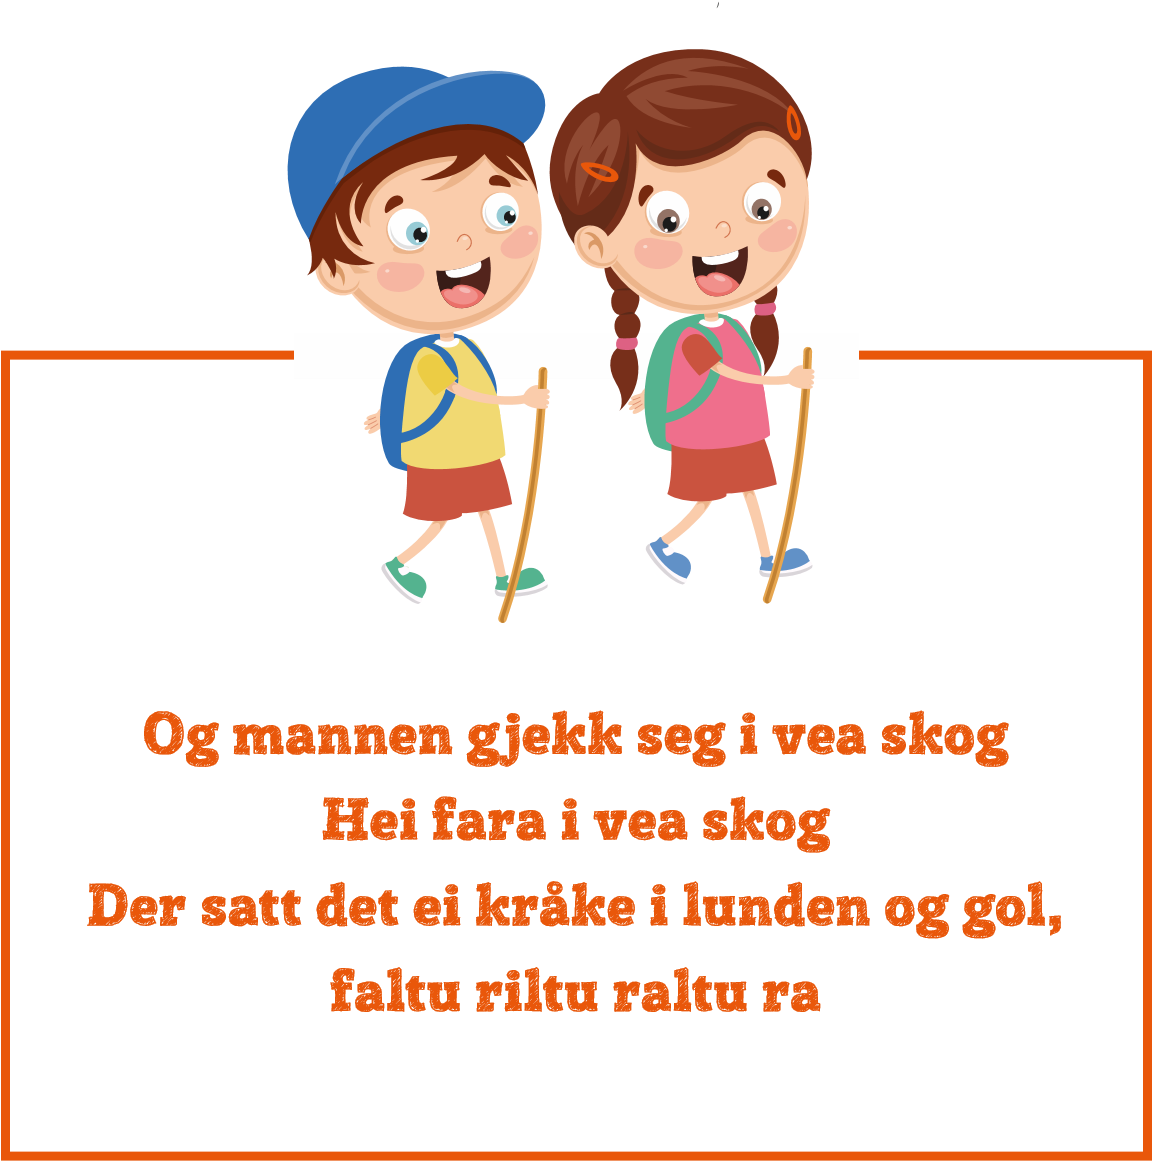 Og mannen gjekk seg i vea skog
Hei fara i vea skog
Der satt det ei kråke i lunden og gol,
faltu riltu raltu ra